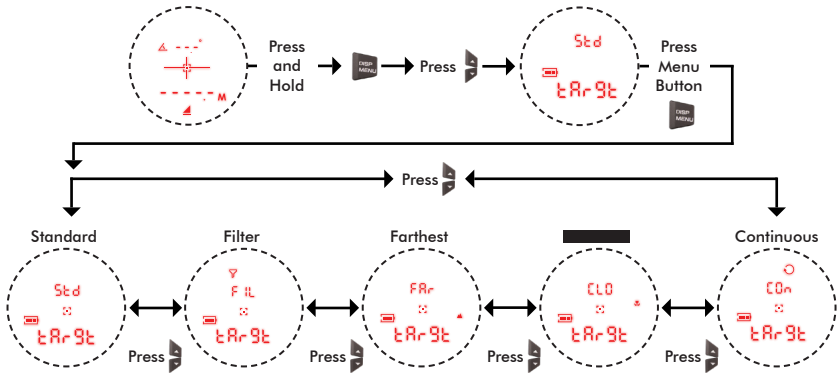 Press
and
Hold
DISP
MENU
Press
Std
tArgt
Press
Menu
Button
DISP
MENU
---°
-----.- M
Press
Standard
Filter
Farthest
Continuous
Std
tArgt
FIL
tArgt
FAr
tArgt
CLO
tArgt
COn
tArgt
Press
Press
Press
Press